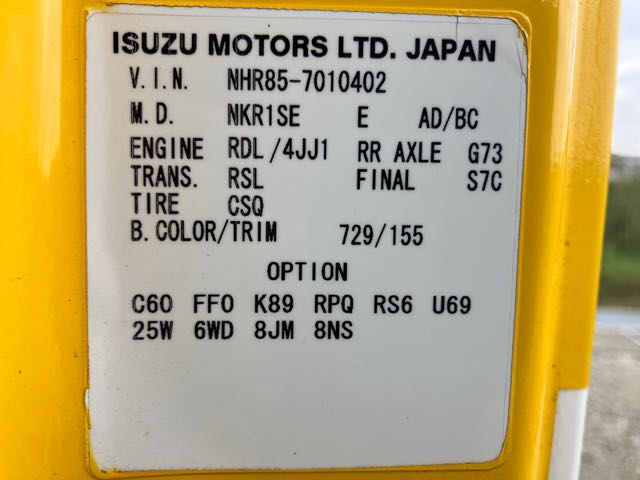 ISUZU MOTORS LTD. JAPAN
V.I.N. NHR85-7010402
M.D. NKR1SE E AD/BC
ENGINE RDL/4JJ1 RR AXLE G73
TRANS. RSL FINAL S7C
TIRE CSQ
B.COLOR/TRIM 729/155
OPTION
C60 FF0 K89 RPQ RS6 U69
25W 6WD 8JM 8NS